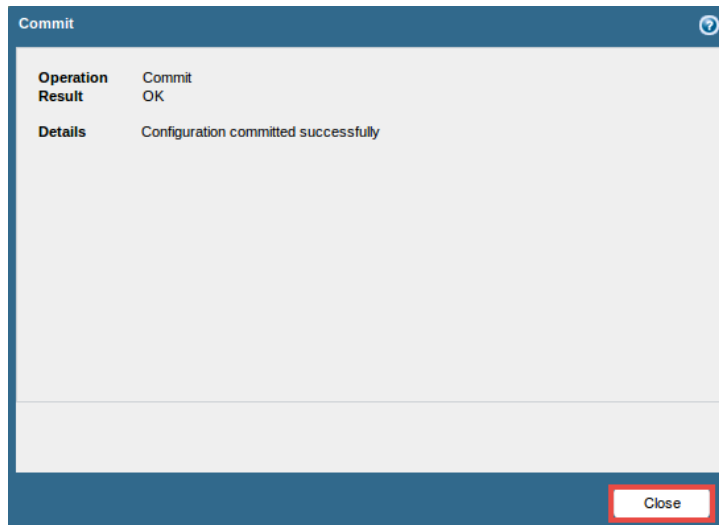 Commit
Operation Commit
Result OK
Details Configuration committed successfully
Close